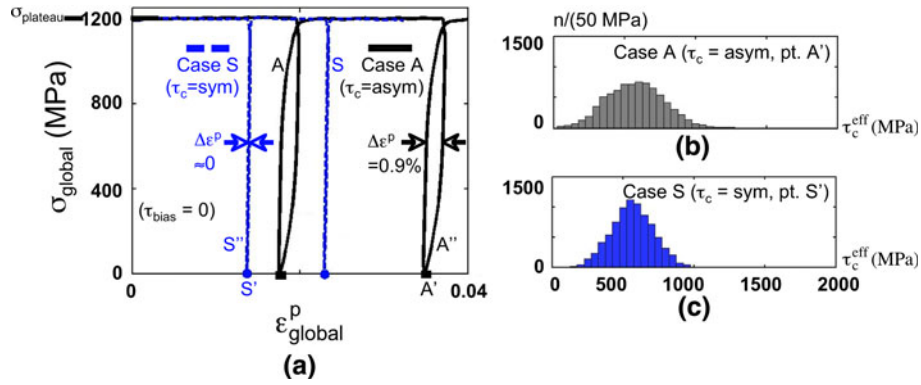 σplateau
1200
800
400
0
σglobal (MPa)
Case S
(τc=sym)
A
S
Case A
(τc=asym)
Δεp
≈0
Δεp
=0.9%
(τbias = 0)
S''
A''
S'
A'
0
0.04
εpglobal
(a)
n/(50 MPa)
1500
0
Case A (τc = asym, pt. A')
τceff (MPa)
(b)
1500
0
Case S (τc = sym, pt. S')
τceff (MPa)
500
1000
1500
2000
(c)